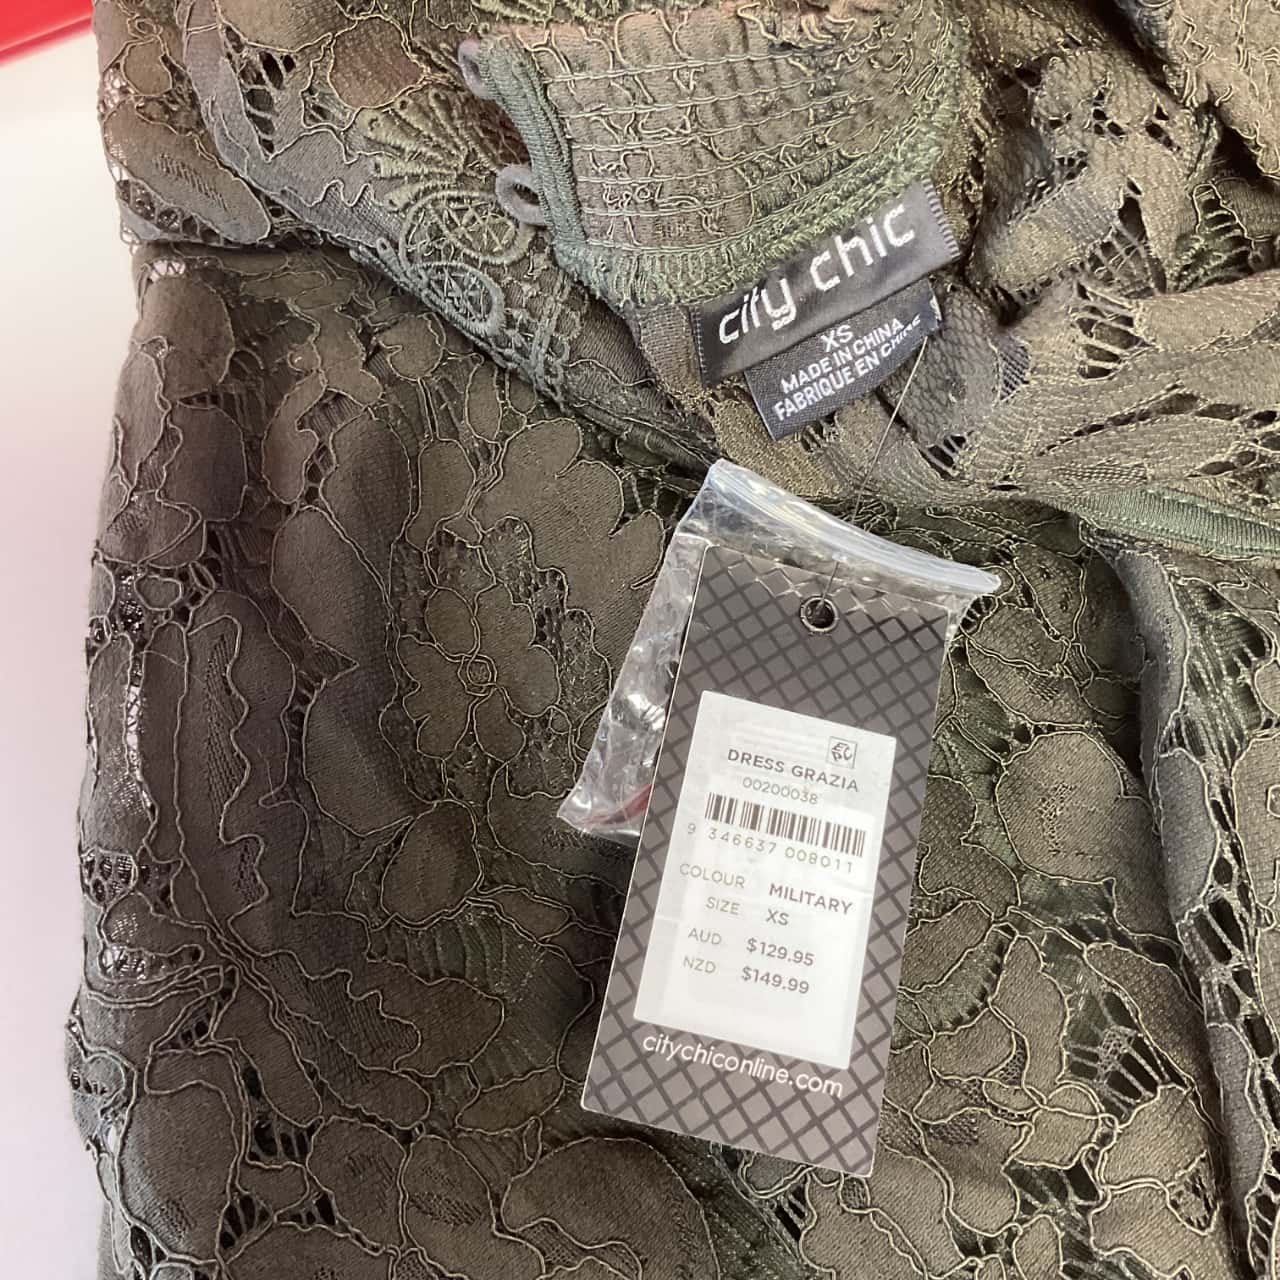 city chic
XS
MADE IN CHINA
FABRIQUE EN CHINE
DRESS GRAZIA
00200038
9 346637 008011
COLOUR MILITARY
SIZE XS
AUD $129.95
NZD $149.99
citychiconline.com